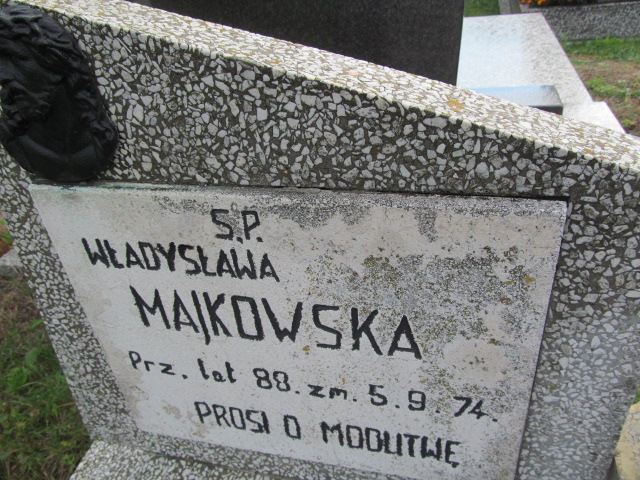 Ś.P.
WŁADYSŁAWA
MAJKOWSKA
Prz. lat 88. zm. 5.9.74.
PROSI O MODLITWĘ